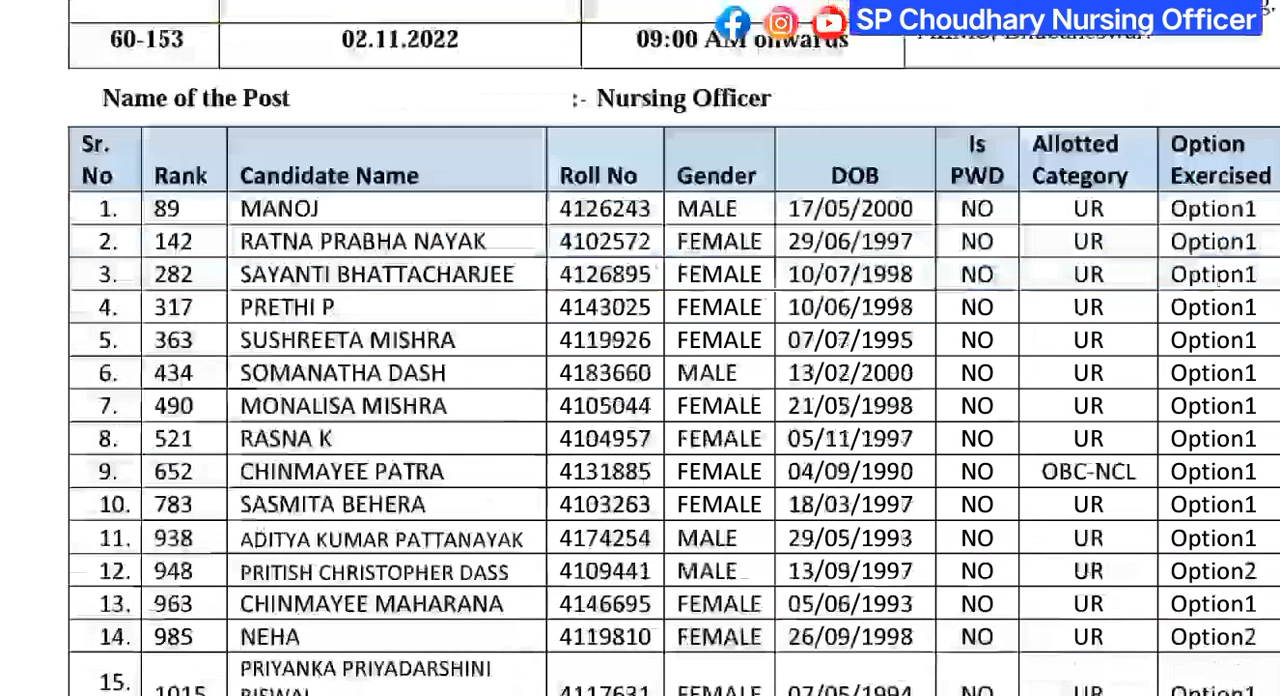 SP Choudhary Nursing Officer
60-153 02.11.2022 09:00 AM onwards
Name of the Post :- Nursing Officer
Sr. No Rank Candidate Name Roll No Gender DOB Is PWD Allotted Category Option Exercised
1. 89 MANOJ 4126243 MALE 17/05/2000 NO UR Option1
2. 142 RATNA PRABHA NAYAK 4102572 FEMALE 29/06/1997 NO UR Option1
3. 282 SAYANTI BHATTACHARJEE 4126895 FEMALE 10/07/1998 NO UR Option1
4. 317 PRETHI P 4143025 FEMALE 10/06/1998 NO UR Option1
5. 363 SUSHREETA MISHRA 4119926 FEMALE 07/07/1995 NO UR Option1
6. 434 SOMANATHA DASH 4183660 MALE 13/02/2000 NO UR Option1
7. 490 MONALISA MISHRA 4105044 FEMALE 21/05/1998 NO UR Option1
8. 521 RASNA K 4104957 FEMALE 05/11/1997 NO UR Option1
9. 652 CHINMAYEE PATRA 4131885 FEMALE 04/09/1990 NO OBC-NCL Option1
10. 783 SASMITA BEHERA 4103263 FEMALE 18/03/1997 NO UR Option1
11. 938 ADITYA KUMAR PATTANAYAK 4174254 MALE 29/05/1993 NO UR Option1
12. 948 PRITISH CHRISTOPHER DASS 4109441 MALE 13/09/1997 NO UR Option2
13. 963 CHINMAYEE MAHARANA 4146695 FEMALE 05/06/1993 NO UR Option1
14. 985 NEHA 4119810 FEMALE 26/09/1998 NO UR Option2
PRIYANKA PRIYADARSHINI
15. 1015 BISWAL 4117631 FEMALE 07/05/1994 NO UR Option1